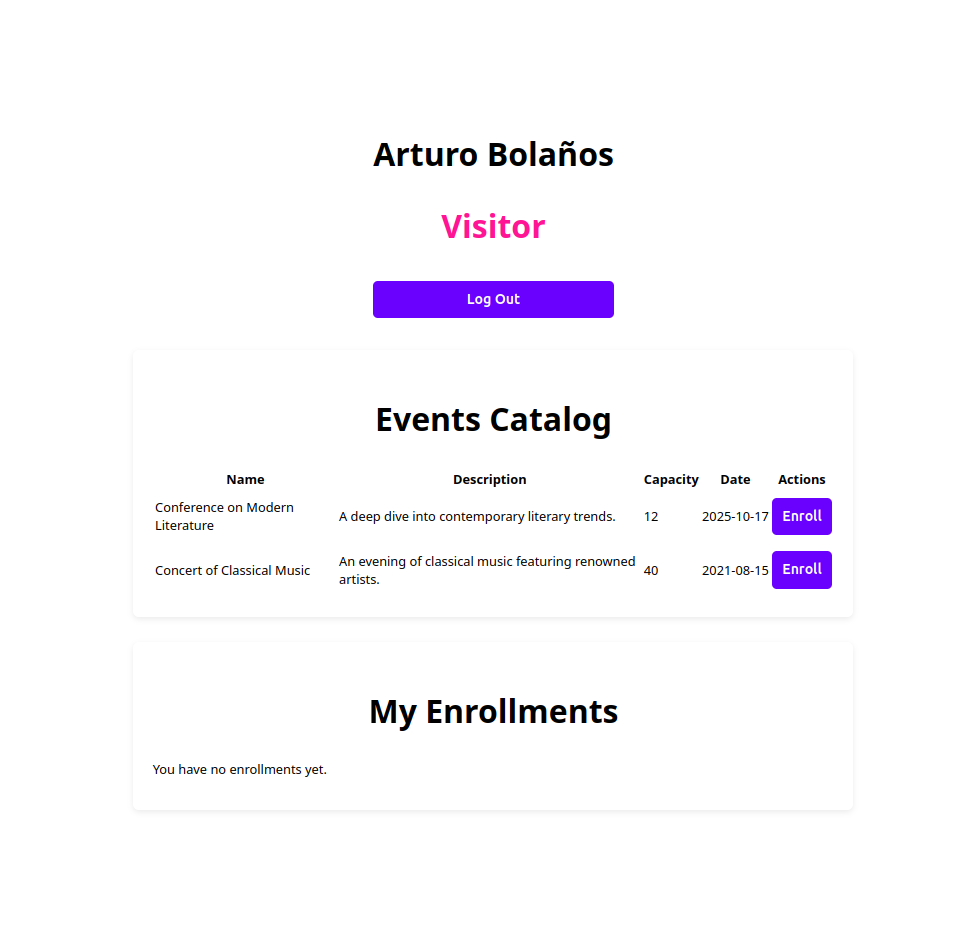 Arturo Bolaños
Visitor
Log Out
Events Catalog
Name Description Capacity Date Actions
Conference on Modern
Literature
A deep dive into contemporary literary trends. 12 2025-10-17 Enroll
Concert of Classical Music
An evening of classical music featuring renowned
artists.
40 2021-08-15 Enroll
My Enrollments
You have no enrollments yet.